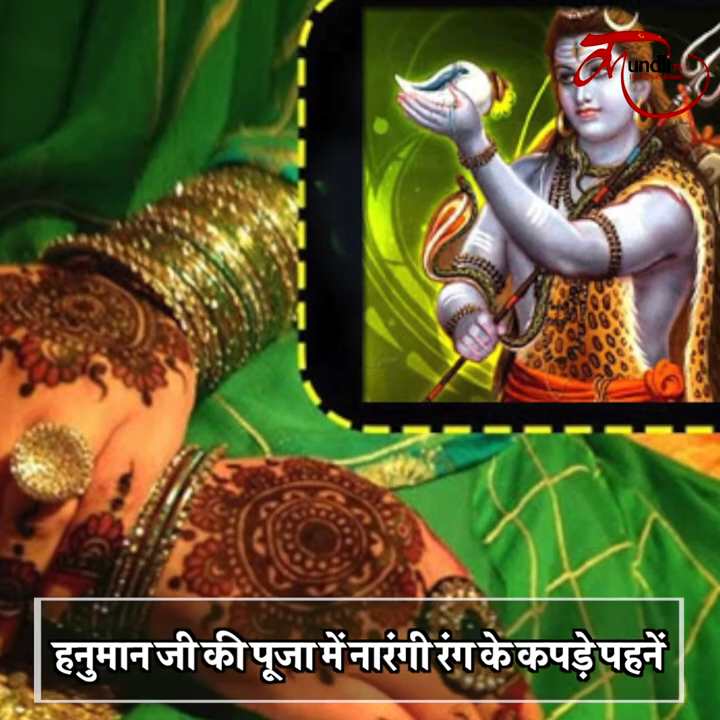 हनुमान जी की पूजा में नारंगी रंग के कपड़े पहनें